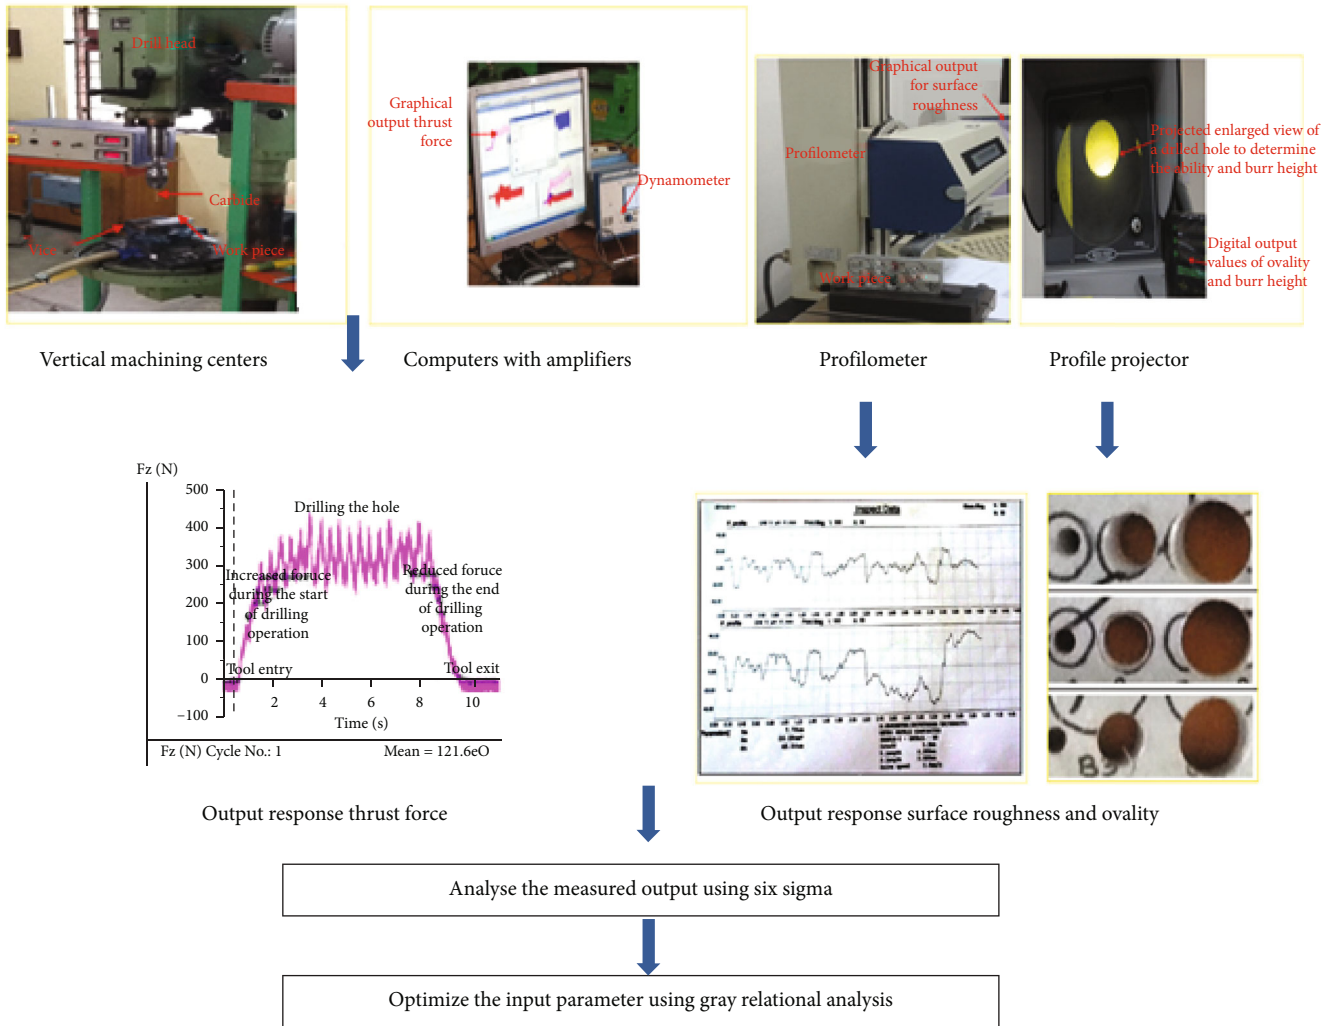 Drill head
Carbide
Vice
Work piece
Graphical
output thrust
force
Dynamometer
Graphical output
for surface
roughness
Profilometer
Work piece
Projected enlarged view of
a drilled hole to determine
the ability and burr height
Digital output
values of ovality
and burr height
Vertical machining centers
Computers with amplifiers
Profilometer
Profile projector
Fz (N)
500
400
300
200
100
0
−100
Drilling the hole
Increased foruce
during the start
of drilling
operation
Reduced foruce
during the end
of drilling
operation
Tool entry
Tool exit
2
4
6
8
10
Time (s)
Fz (N) Cycle No.: 1
Mean = 121.6eO
Inspect Data
Output response thrust force
Output response surface roughness and ovality
Analyse the measured output using six sigma
Optimize the input parameter using gray relational analysis